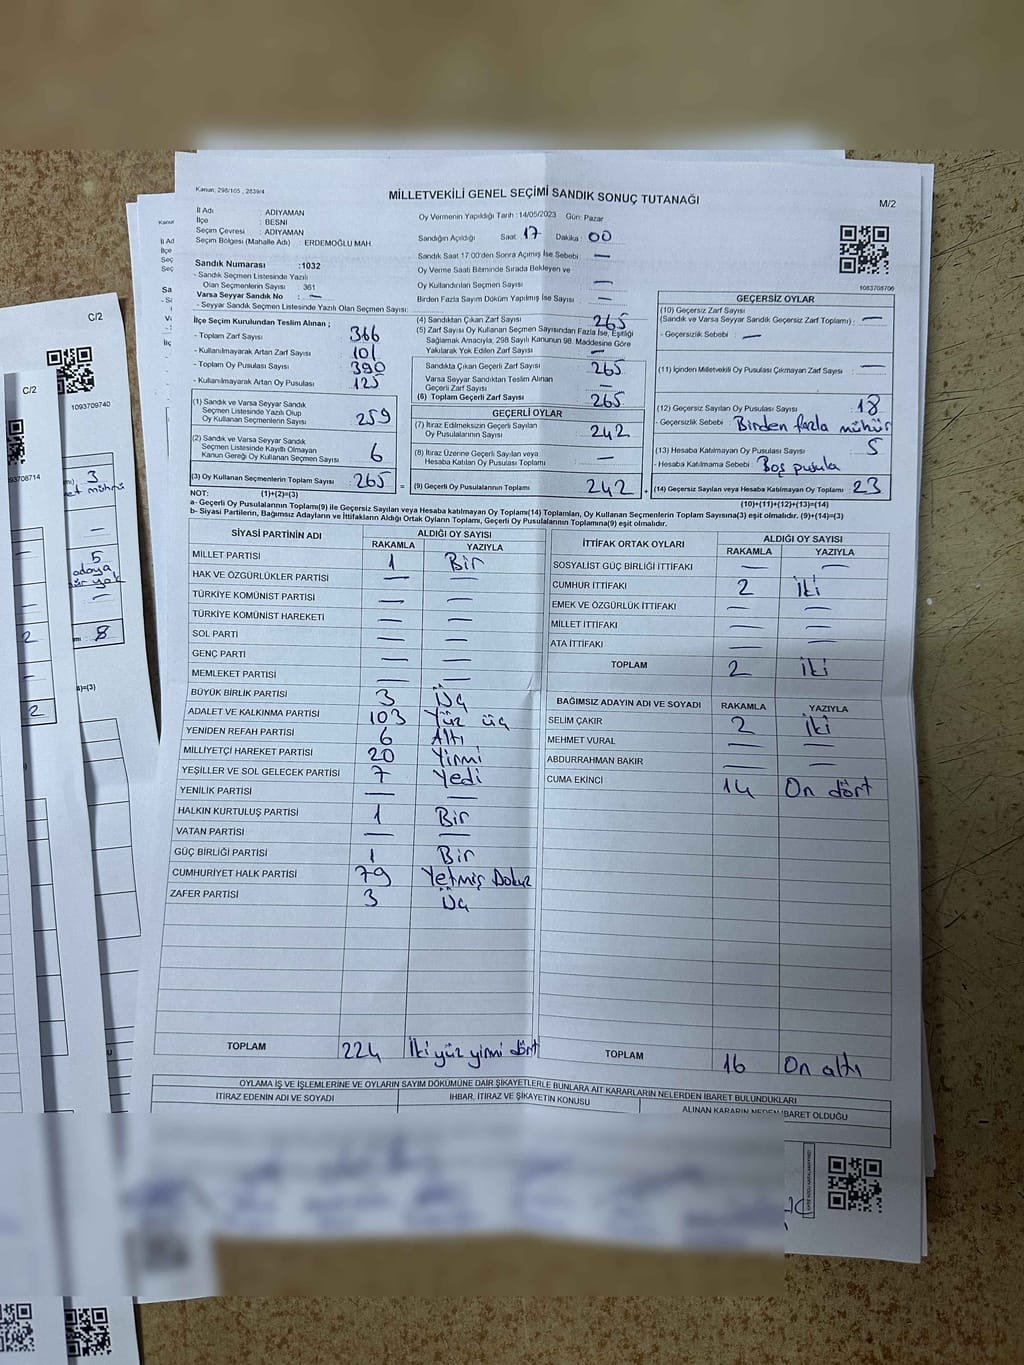 Kanun, 298/105 , 2839/4
MİLLETVEKİLİ GENEL SEÇİMİ SANDIK SONUÇ TUTANAĞI
M/2
İl Adı : ADIYAMAN
İlçe : BESNİ
Seçim Çevresi : ADIYAMAN
Seçim Bölgesi (Mahalle Adı) : ERDEMOĞLU MAH.
Sandık Numarası :1032
- Sandık Seçmen Listesinde Yazılı
Olan Seçmenlerin Sayısı : 361
Varsa Seyyar Sandık No : —
- Seyyar Sandık Seçmen Listesinde Yazılı Olan Seçmen Sayısı:
İlçe Seçim Kurulundan Teslim Alınan ;
- Toplam Zarf Sayısı 366
- Kullanılmayarak Artan Zarf Sayısı 101
- Toplam Oy Pusulası Sayısı 390
- Kullanılmayarak Artan Oy Pusulası 125
(1) Sandık ve Varsa Seyyar Sandık
Seçmen Listesinde Yazılı Olup
Oy Kullanan Seçmenlerin Sayısı 259
(2) Sandık ve Varsa Seyyar Sandık
Seçmen Listesinde Kayıtlı Olmayan
Kanun Gereği Oy Kullanan Seçmen Sayısı 6
(3) Oy Kullanan Seçmenlerin Toplam Sayısı 265 =
Oy Vermenin Yapıldığı Tarih : 14/05/2023 Gün: Pazar
Sandığın Açıldığı Saat: 17 Dakika : 00
Sandık Saat 17:00'den Sonra Açılmış İse Sebebi —
Oy Verme Saati Bitiminde Sırada Bekleyen ve
Oy Kullandırılan Seçmen Sayısı —
Birden Fazla Sayım Döküm Yapılmış İse Sayısı : —
(4) Sandıktan Çıkan Zarf Sayısı 265
(5) Zarf Sayısı Oy Kullanan Seçmen Sayısından Fazla İse, Eşitliği
Sağlamak Amacıyla, 298 Sayılı Kanunun 98. Maddesine Göre
Yakılarak Yok Edilen Zarf Sayısı —
Sandıkta Çıkan Geçerli Zarf Sayısı 265
Varsa Seyyar Sandıktan Teslim Alınan
Geçerli Zarf Sayısı —
(6) Toplam Geçerli Zarf Sayısı 265
GEÇERLİ OYLAR
(7) İtiraz Edilmeksizin Geçerli Sayılan
Oy Pusulalarının Sayısı 242
(8) İtiraz Üzerine Geçerli Sayılan veya
Hesaba Katılan Oy Pusulası Toplamı —
(9) Geçerli Oy Pusulalarının Toplamı 242 +
1083708706
GEÇERSİZ OYLAR
(10) Geçersiz Zarf Sayısı
(Sandık ve Varsa Seyyar Sandık Geçersiz Zarf Toplamı) : —
- Geçersizlik Sebebi : —
(11) İçinden Milletvekili Oy Pusulası Çıkmayan Zarf Sayısı : —
(12) Geçersiz Sayılan Oy Pusulası Sayısı : 18
- Geçersizlik Sebebi : Birden fazla mühür
(13) Hesaba Katılmayan Oy Pusulası Sayısı : 5
- Hesaba Katılmama Sebebi : Boş pusula
(14) Geçersiz Sayılan veya Hesaba Katılmayan Oy Toplamı : 23
NOT: (1)+(2)=(3) (10)+(11)+(12)+(13)=(14)
a- Geçerli Oy Pusulalarının Toplamı(9) ile Geçersiz Sayılan veya Hesaba katılmayan Oy Toplamı(14) Toplamları, Oy Kullanan Seçmenlerin Toplam Sayısına(3) eşit olmalıdır. (9)+(14)=(3)
b- Siyasi Partilerin, Bağımsız Adayların ve İttifakların Aldığı Ortak Oyların Toplamı, Geçerli Oy Pusulalarının Toplamına(9) eşit olmalıdır.
SİYASİ PARTİNİN ADI ALDIĞI OY SAYISI
RAKAMLA YAZIYLA
MİLLET PARTİSİ 1 Bir
HAK VE ÖZGÜRLÜKLER PARTİSİ — —
TÜRKİYE KOMÜNİST PARTİSİ — —
TÜRKİYE KOMÜNİST HAREKETİ — —
SOL PARTİ — —
GENÇ PARTİ — —
MEMLEKET PARTİSİ — —
BÜYÜK BİRLİK PARTİSİ 3 Üç
ADALET VE KALKINMA PARTİSİ 103 Yüz üç
YENİDEN REFAH PARTİSİ 6 Altı
MİLLİYETÇİ HAREKET PARTİSİ 20 Yirmi
YEŞİLLER VE SOL GELECEK PARTİSİ 7 Yedi
YENİLİK PARTİSİ — —
HALKIN KURTULUŞ PARTİSİ 1 Bir
VATAN PARTİSİ — —
GÜÇ BİRLİĞİ PARTİSİ 1 Bir
CUMHURİYET HALK PARTİSİ 79 Yetmiş Dokuz
ZAFER PARTİSİ 3 Üç
TOPLAM 224 İki yüz yirmi dört
İTTİFAK ORTAK OYLARI ALDIĞI OY SAYISI
RAKAMLA YAZIYLA
SOSYALİST GÜÇ BİRLİĞİ İTTİFAKI — —
CUMHUR İTTİFAKI 2 İki
EMEK VE ÖZGÜRLÜK İTTİFAKI — —
MİLLET İTTİFAKI — —
ATA İTTİFAKI — —
TOPLAM 2 İki
BAĞIMSIZ ADAYIN ADI VE SOYADI RAKAMLA YAZIYLA
SELİM ÇAKIR 2 İki
MEHMET VURAL — —
ABDURRAHMAN BAKIR — —
CUMA EKİNCİ 14 On dört
TOPLAM 16 On altı
OYLAMA İŞ VE İŞLEMLERİNE VE OYLARIN SAYIM DÖKÜMÜNE DAİR ŞİKAYETLERLE BUNLARA AİT KARARLARIN NELERDEN İBARET BULUNDUKLARI
İTİRAZ EDENİN ADI VE SOYADI İHBAR, İTİRAZ VE ŞİKAYETİN KONUSU ALINAN KARARIN NEDEN İBARET OLDUĞU
C/2
1093709740
3
5
adaya
8
C/2
2
2